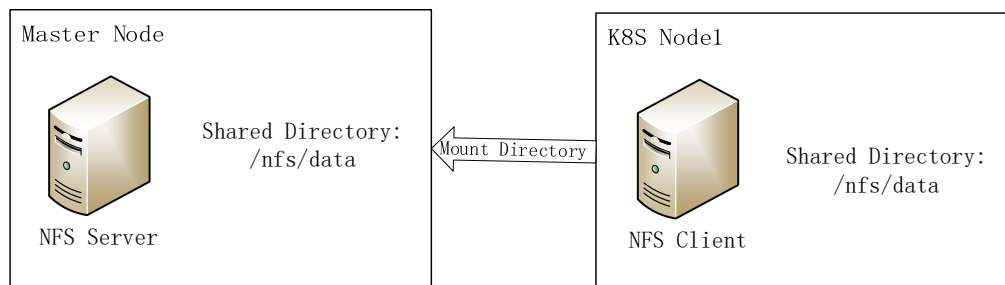 Master Node
Shared Directory:
/nfs/data
NFS Server
Mount Directory
K8S Node1
Shared Directory:
/nfs/data
NFS Client